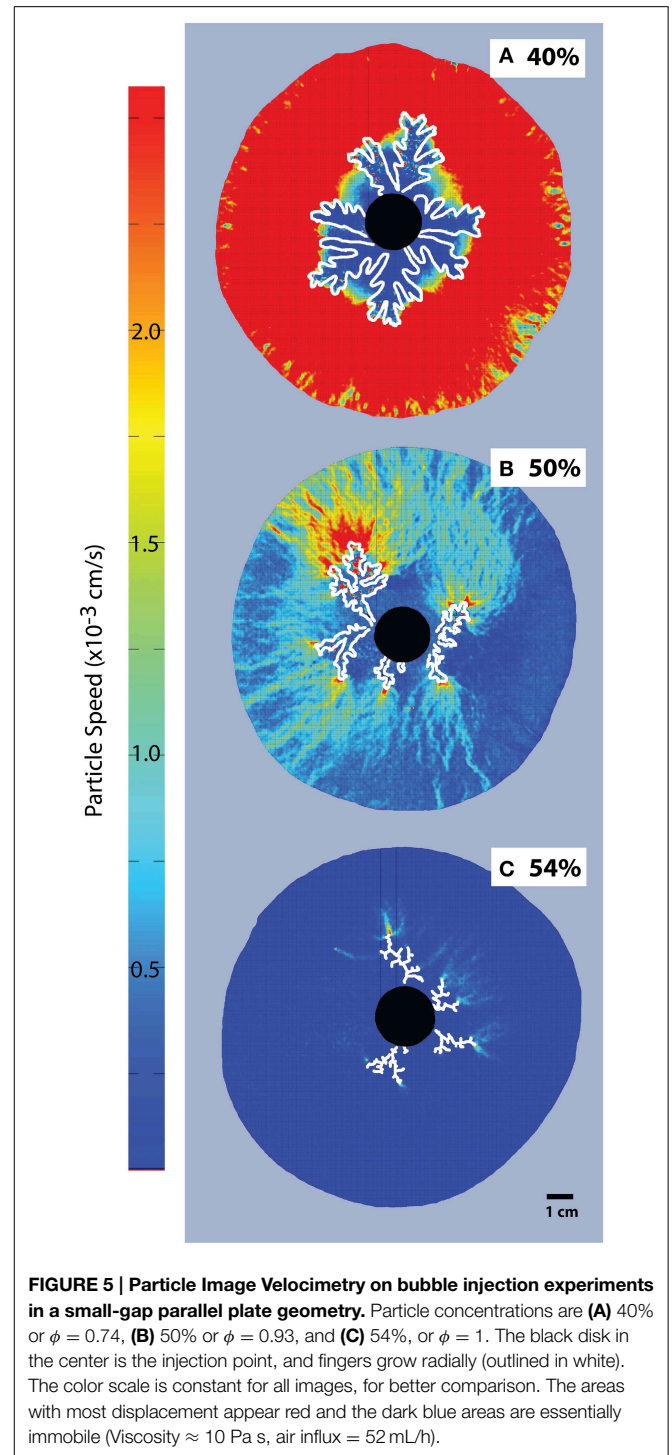 A 40%
2.0
B 50%
1.5
Particle Speed (x10-3 cm/s)
1.0
C 54%
0.5
1 cm
FIGURE 5 | Particle Image Velocimetry on bubble injection experiments
in a small-gap parallel plate geometry. Particle concentrations are (A) 40%
or ϕ = 0.74, (B) 50% or ϕ = 0.93, and (C) 54%, or ϕ = 1. The black disk in
the center is the injection point, and fingers grow radially (outlined in white).
The color scale is constant for all images, for better comparison. The areas
with most displacement appear red and the dark blue areas are essentially
immobile (Viscosity ≈ 10 Pa s, air influx = 52 mL/h).